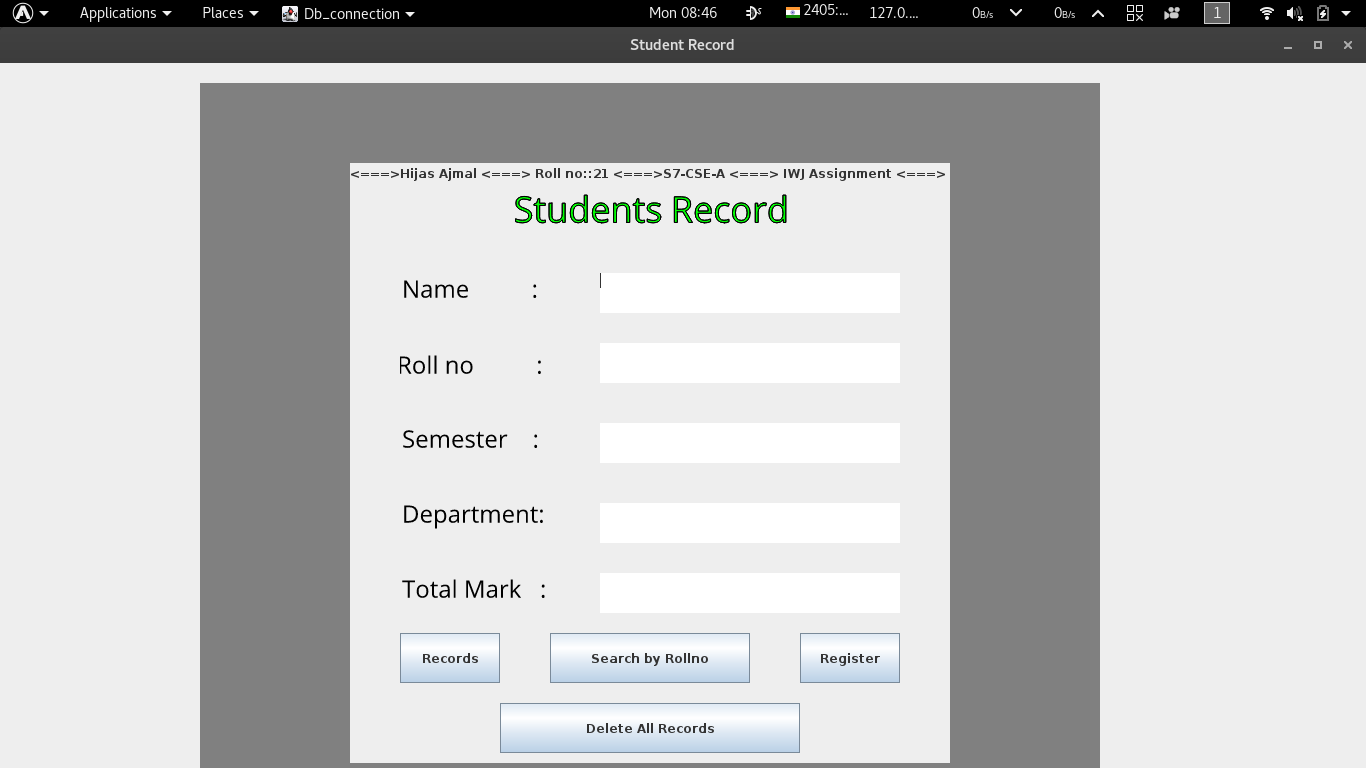 Applications Places Db_connection Mon 08:46 2405:... 127.0.... 0B/s 0B/s 1
Student Record
<===>Hijas Ajmal <===> Roll no::21 <===>S7-CSE-A <===> IWJ Assignment <===>
Students Record
Name :
Roll no :
Semester :
Department:
Total Mark :
Records Search by Rollno Register
Delete All Records